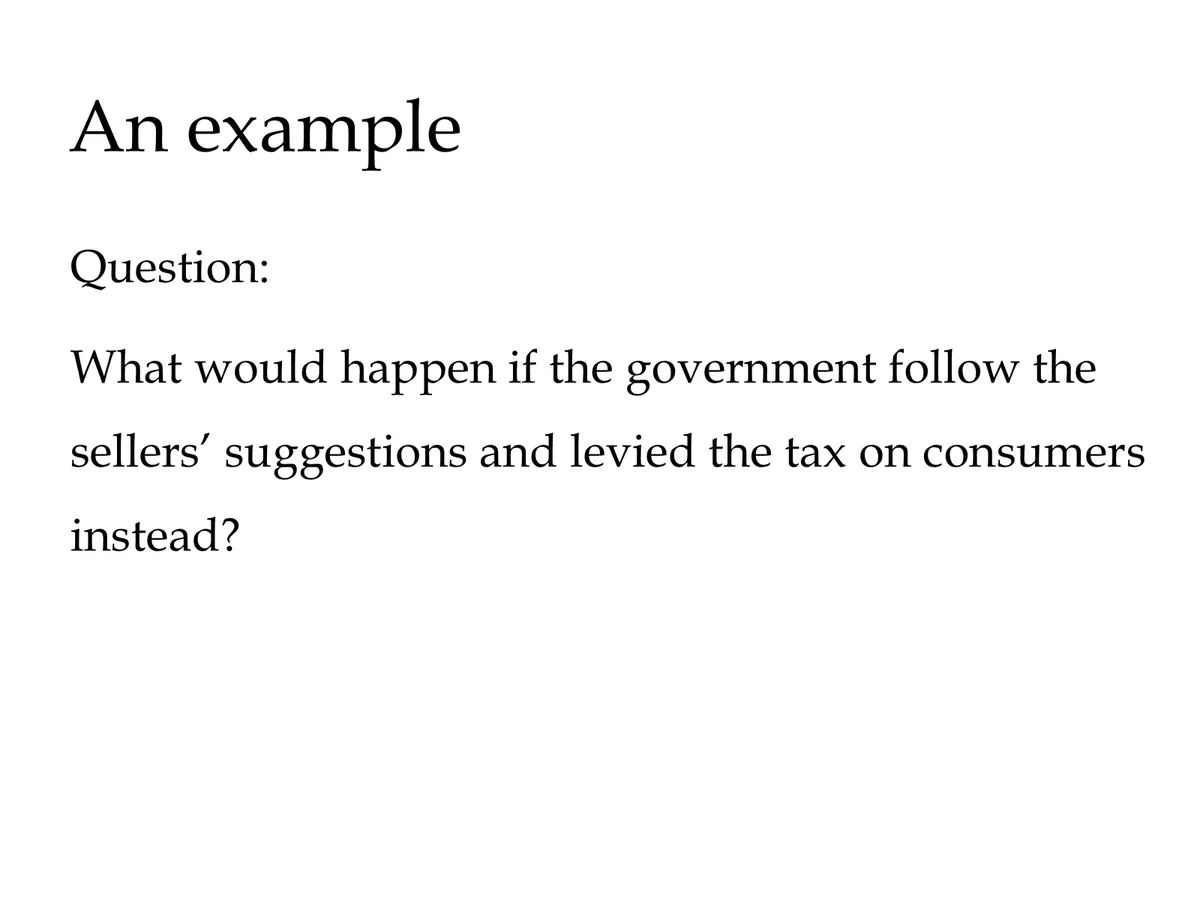 An example
Question:
What would happen if the government follow the
sellers’ suggestions and levied the tax on consumers
instead?